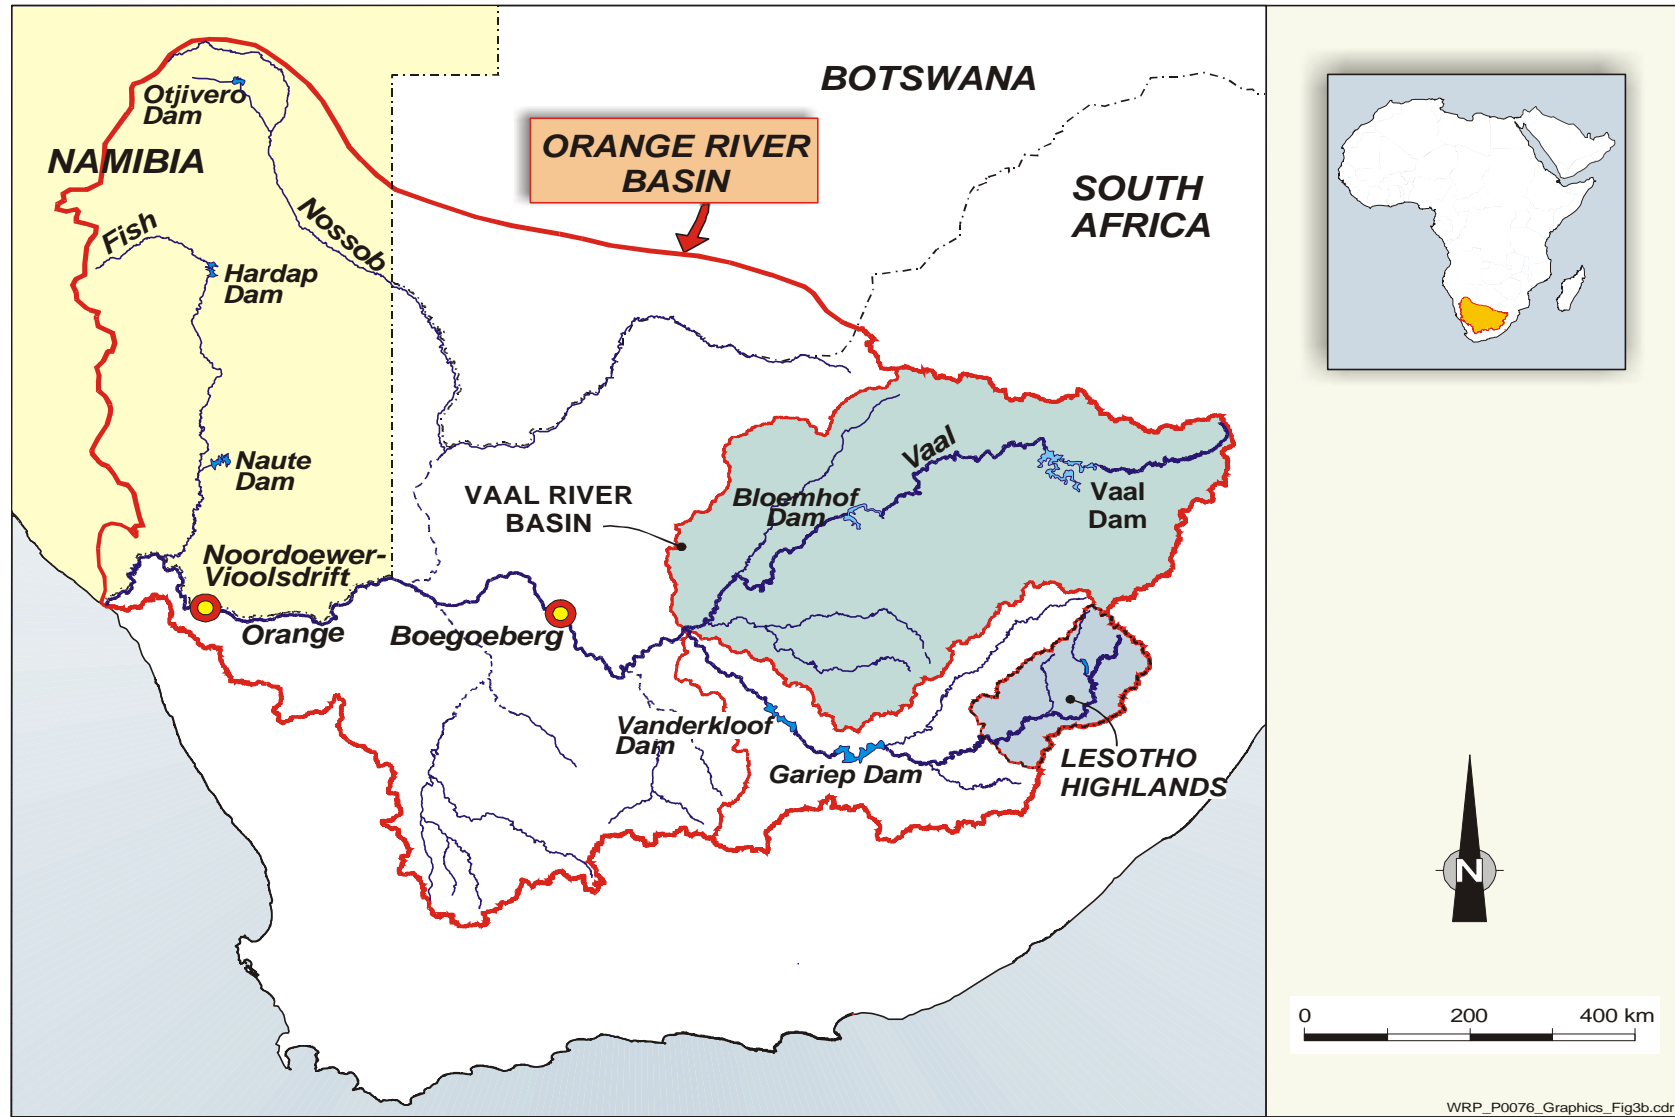 BOTSWANA
Otjivero
Dam
ORANGE RIVER
BASIN
NAMIBIA
SOUTH
AFRICA
Fish
Nossob
Hardap
Dam
Vaal
Naute
Dam
VAAL RIVER
BASIN
Bloemhof
Dam
Vaal
Dam
Noordoewer-
Vioolsdrift
Orange
Boegoeberg
Vanderkloof
Dam
Gariep Dam
LESOTHO
HIGHLANDS
N
0 200 400 km
WRP_P0076_Graphics_Fig3b.cdr